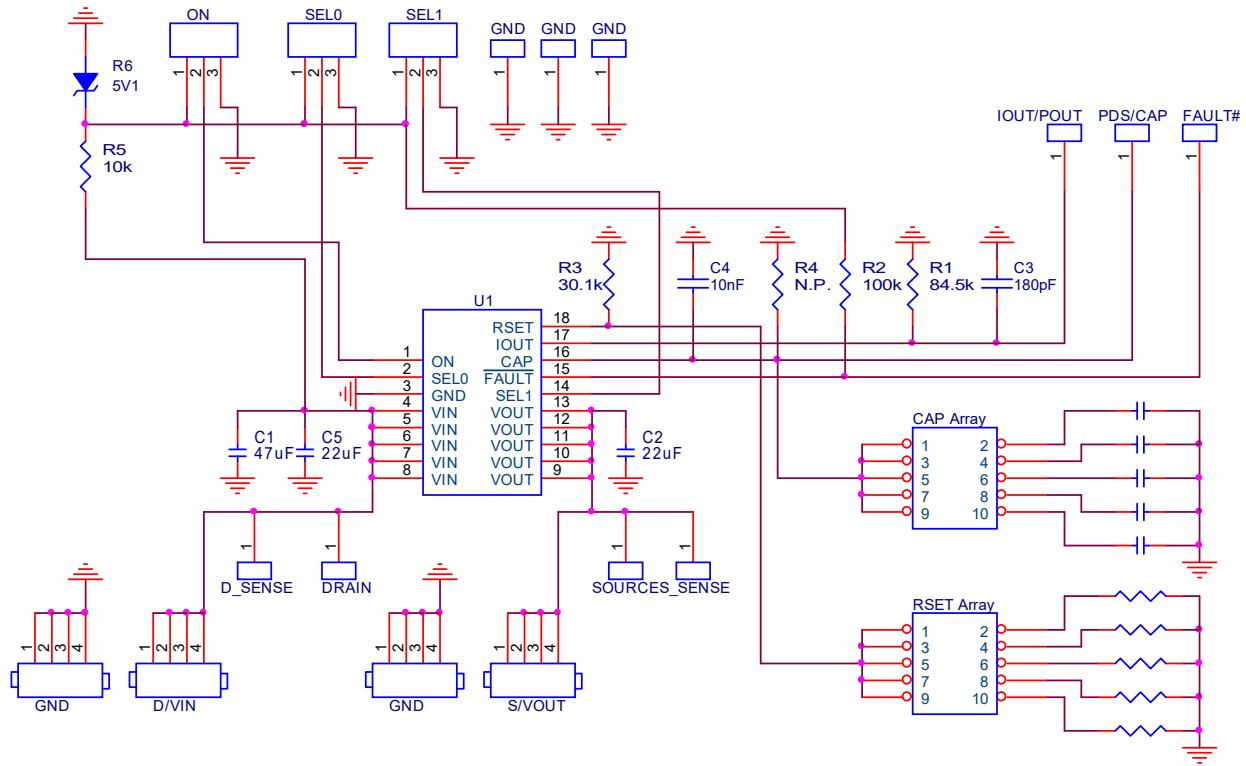 ON
SEL0
SEL1
GND
GND
GND
R6
5V1
1
2
3
1
2
3
1
2
3
1
1
1
IOUT/POUT
PDS/CAP
FAULT#
1
1
1
R5
10k
R3
30.1k
C4
10nF
R4
N.P.
R2
100k
R1
84.5k
C3
180pF
U1
1
ON
2
SEL0
3
GND
4
VIN
5
VIN
6
VIN
7
VIN
8
VIN
RSET
18
IOUT
17
CAP
16
FAULT
15
SEL1
14
VOUT
13
VOUT
12
VOUT
11
VOUT
10
VOUT
9
C1
47uF
C5
22uF
C2
22uF
CAP Array
1
2
3
4
5
6
7
8
9
10
1
D_SENSE
1
DRAIN
1
1
SOURCES_SENSE
RSET Array
1
2
3
4
5
6
7
8
9
10
1
2
3
4
GND
1
2
3
4
D/VIN
1
2
3
4
GND
1
2
3
4
S/VOUT